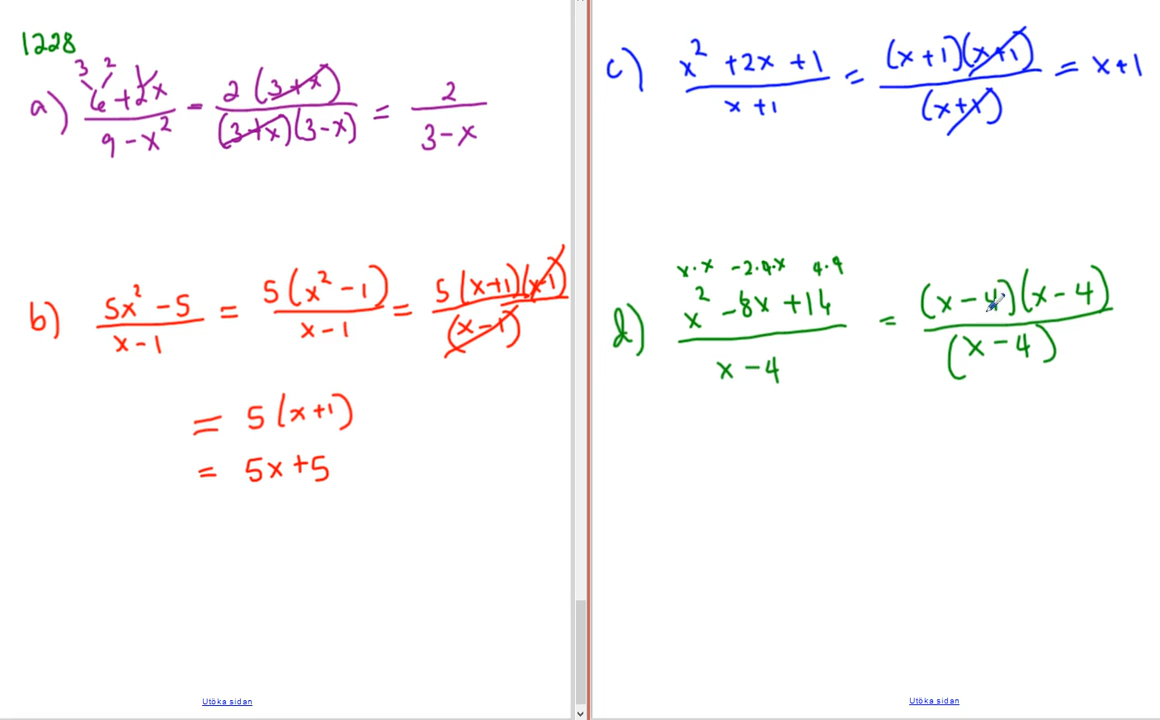 1228
3 2
a) (6+2x)/(9-x²) - 2(3+x)/((3+x)(3-x)) = 2/(3-x)
b) (5x²-5)/(x-1) = 5(x²-1)/(x-1) = 5(x+1)(x-1)/(x-1)
= 5(x+1)
= 5x+5
Utöka sidan
c) (x²+2x+1)/(x+1) = (x+1)(x+1)/(x+1) = x+1
x·x -2·4·x 4·4
d) (x²-8x+14)/(x-4) = (x-4)(x-4)/(x-4)
Utöka sidan